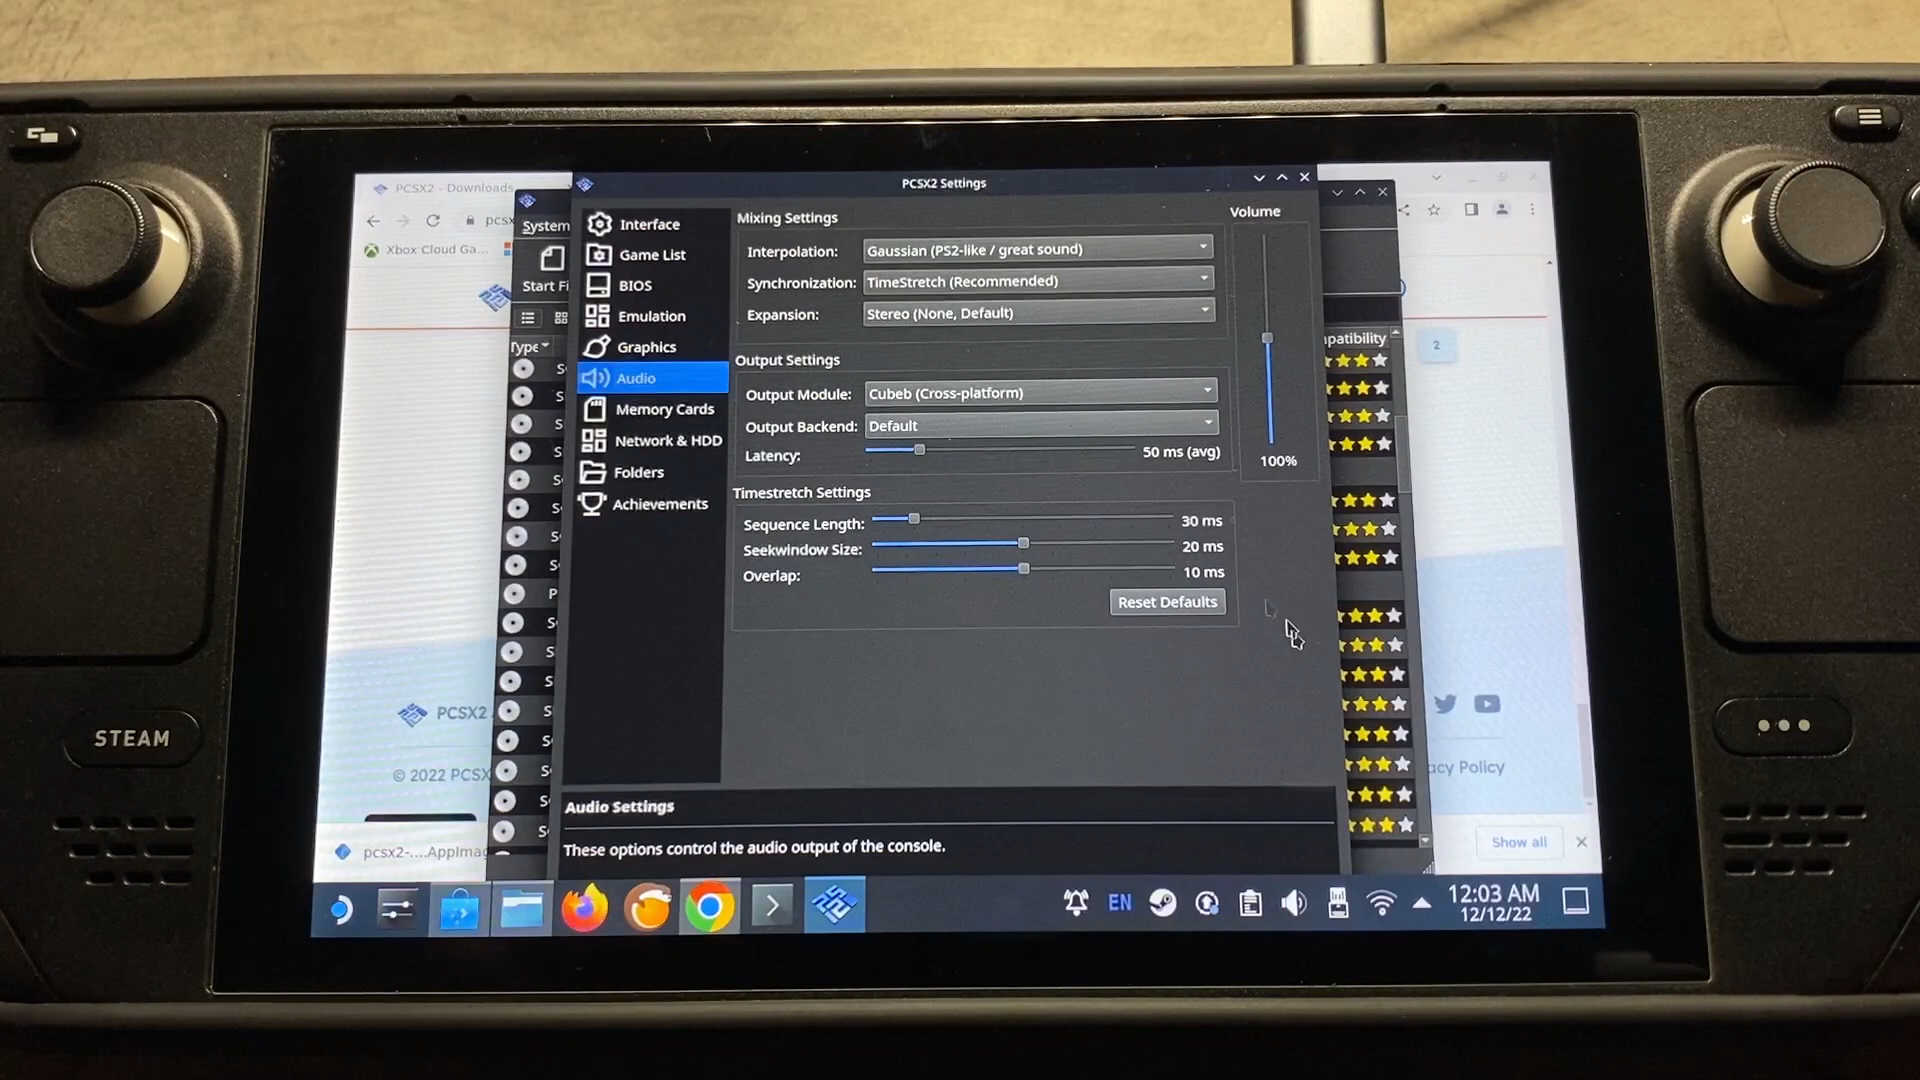 PCSX2 - Downloads
pcsx
Xbox Cloud Ga...
System
Start Fi
Type
PCSX2
© 2022 PCSX
pcsx2-....AppImag
PCSX2 Settings
Interface
Game List
BIOS
Emulation
Graphics
Audio
Memory Cards
Network & HDD
Folders
Achievements
Mixing Settings
Interpolation: Gaussian (PS2-like / great sound)
Synchronization: TimeStretch (Recommended)
Expansion: Stereo (None, Default)
Output Settings
Output Module: Cubeb (Cross-platform)
Output Backend: Default
Latency: 50 ms (avg)
Timestretch Settings
Sequence Length: 30 ms
Seekwindow Size: 20 ms
Overlap: 10 ms
Reset Defaults
Volume
100%
Audio Settings
These options control the audio output of the console.
patibility
2
acy Policy
Show all
STEAM
EN
12:03 AM
12/12/22